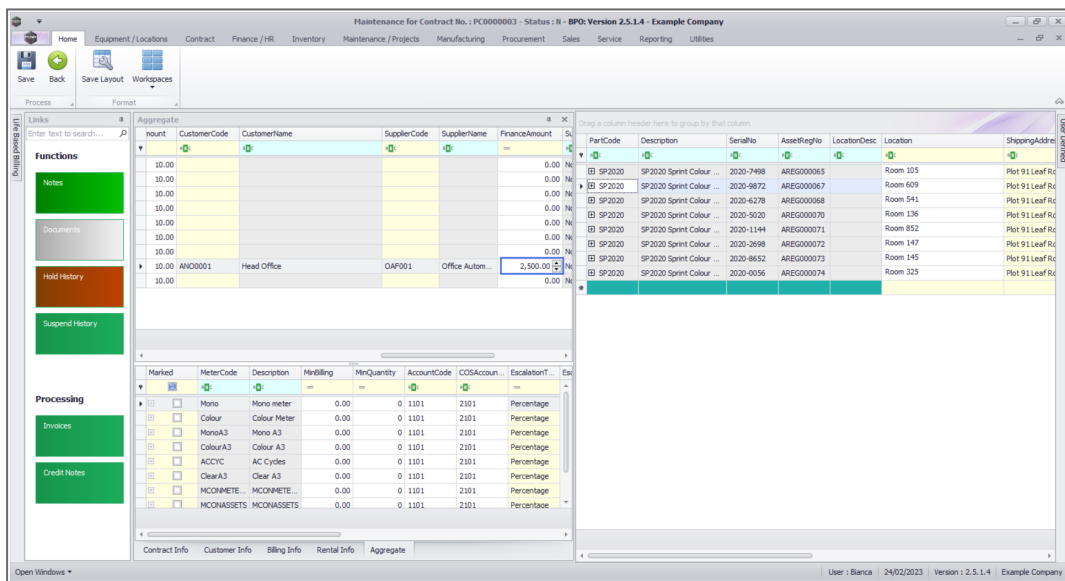 Maintenance for Contract No. : PC0000003 - Status : N - BPO: Version 2.5.1.4 - Example Company
Home Equipment / Locations Contract Finance / HR Inventory Maintenance / Projects Manufacturing Procurement Sales Service Reporting Utilities
Save Back Save Layout Workspaces
Process Format
Life Based Billing
Links
Enter text to search...
Functions
Notes
Documents
Hold History
Suspend History
Processing
Invoices
Credit Notes
Aggregate
mount CustomerCode CustomerName SupplierCode SupplierName FinanceAmount Su
10.00 0.00 No
10.00 0.00 No
10.00 0.00 No
10.00 0.00 No
10.00 0.00 No
10.00 0.00 No
10.00 0.00 No
10.00 ANO0001 Head Office OAF001 Office Autom... 2,500.00 No
10.00 0.00 No
Marked MeterCode Description MinBilling MinQuantity AccountCode COSAccoun... EscalationT... Esc
Mono Mono meter 0.00 0 1101 2101 Percentage
Colour Colour Meter 0.00 0 1101 2101 Percentage
MonoA3 Mono A3 0.00 0 1101 2101 Percentage
ColourA3 Colour A3 0.00 0 1101 2101 Percentage
ACCYC AC Cycles 0.00 0 1101 2101 Percentage
ClearA3 Clear A3 0.00 0 1101 2101 Percentage
MCONMETE... MCONMETE... 0.00 0 1101 2101 Percentage
MCONASSETS MCONASSETS 0.00 0 1101 2101 Percentage
Contract Info Customer Info Billing Info Rental Info Aggregate
Drag a column header here to group by that column
PartCode Description SerialNo AssetRegNo LocationDesc Location ShippingAddres
SP2020 SP2020 Sprint Colour ... 2020-7498 AREG000065 Room 105 Plot 91 Leaf Ro
SP2020 SP2020 Sprint Colour ... 2020-9872 AREG000067 Room 609 Plot 91 Leaf Ro
SP2020 SP2020 Sprint Colour ... 2020-6278 AREG000068 Room 541 Plot 91 Leaf Ro
SP2020 SP2020 Sprint Colour ... 2020-5020 AREG000070 Room 136 Plot 91 Leaf Ro
SP2020 SP2020 Sprint Colour ... 2020-1144 AREG000071 Room 852 Plot 91 Leaf Ro
SP2020 SP2020 Sprint Colour ... 2020-2698 AREG000072 Room 147 Plot 91 Leaf Ro
SP2020 SP2020 Sprint Colour ... 2020-8652 AREG000073 Room 145 Plot 91 Leaf Ro
SP2020 SP2020 Sprint Colour ... 2020-0056 AREG000074 Room 325 Plot 91 Leaf Ro
User Defined
Open Windows User : Bianca 24/02/2023 Version : 2.5.1.4 Example Company